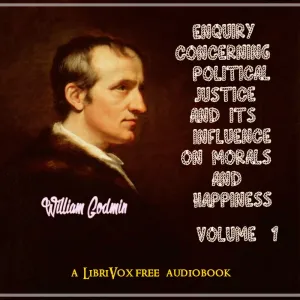 ENQUIRY
CONCERNING
POLITICAL
JUSTICE
AND ITS
INFLUENCE
ON MORALS
AND
HAPPINESS
VOLUME 1
William Godwin
A LIBRIVOX FREE AUDIOBOOK